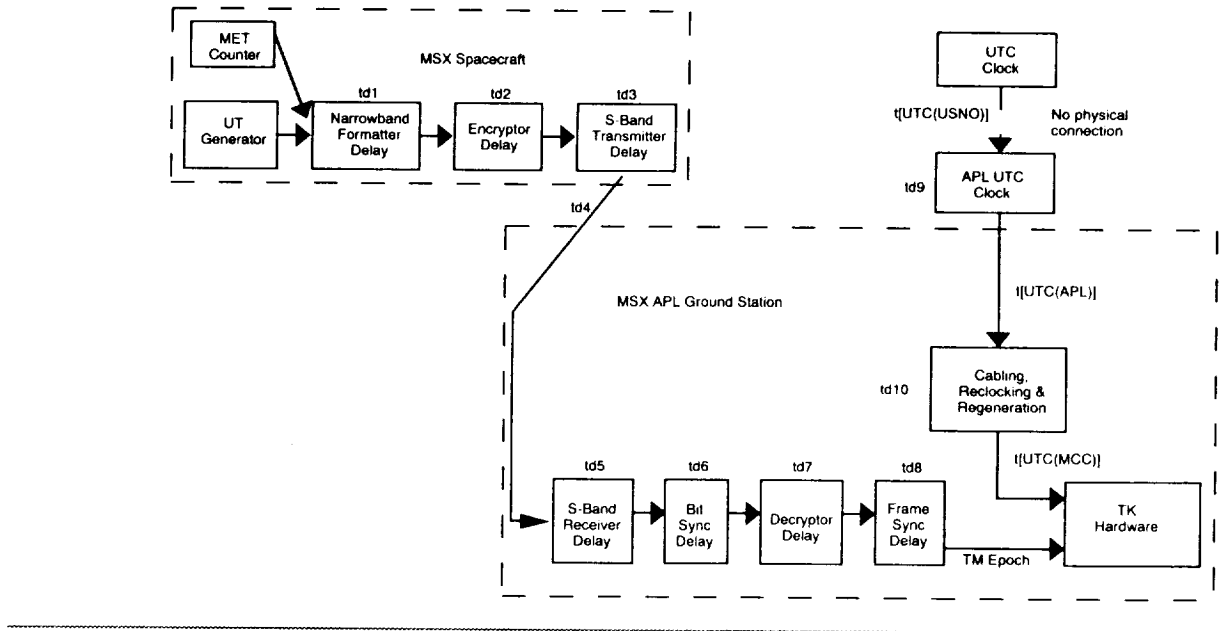 MET
Counter
MSX Spacecraft
UT
Generator
td1
Narrowband
Formatter
Delay
td2
Encryptor
Delay
td3
S-Band
Transmitter
Delay
td4
UTC
Clock
t[UTC(USNO)]
No physical
connection
td9
APL UTC
Clock
MSX APL Ground Station
t[UTC(APL)]
td10
Cabling,
Reclocking &
Regeneration
t[UTC(MCC)]
td5
S-Band
Receiver
Delay
td6
Bit
Sync
Delay
td7
Decryptor
Delay
td8
Frame
Sync
Delay
TM Epoch
TK
Hardware